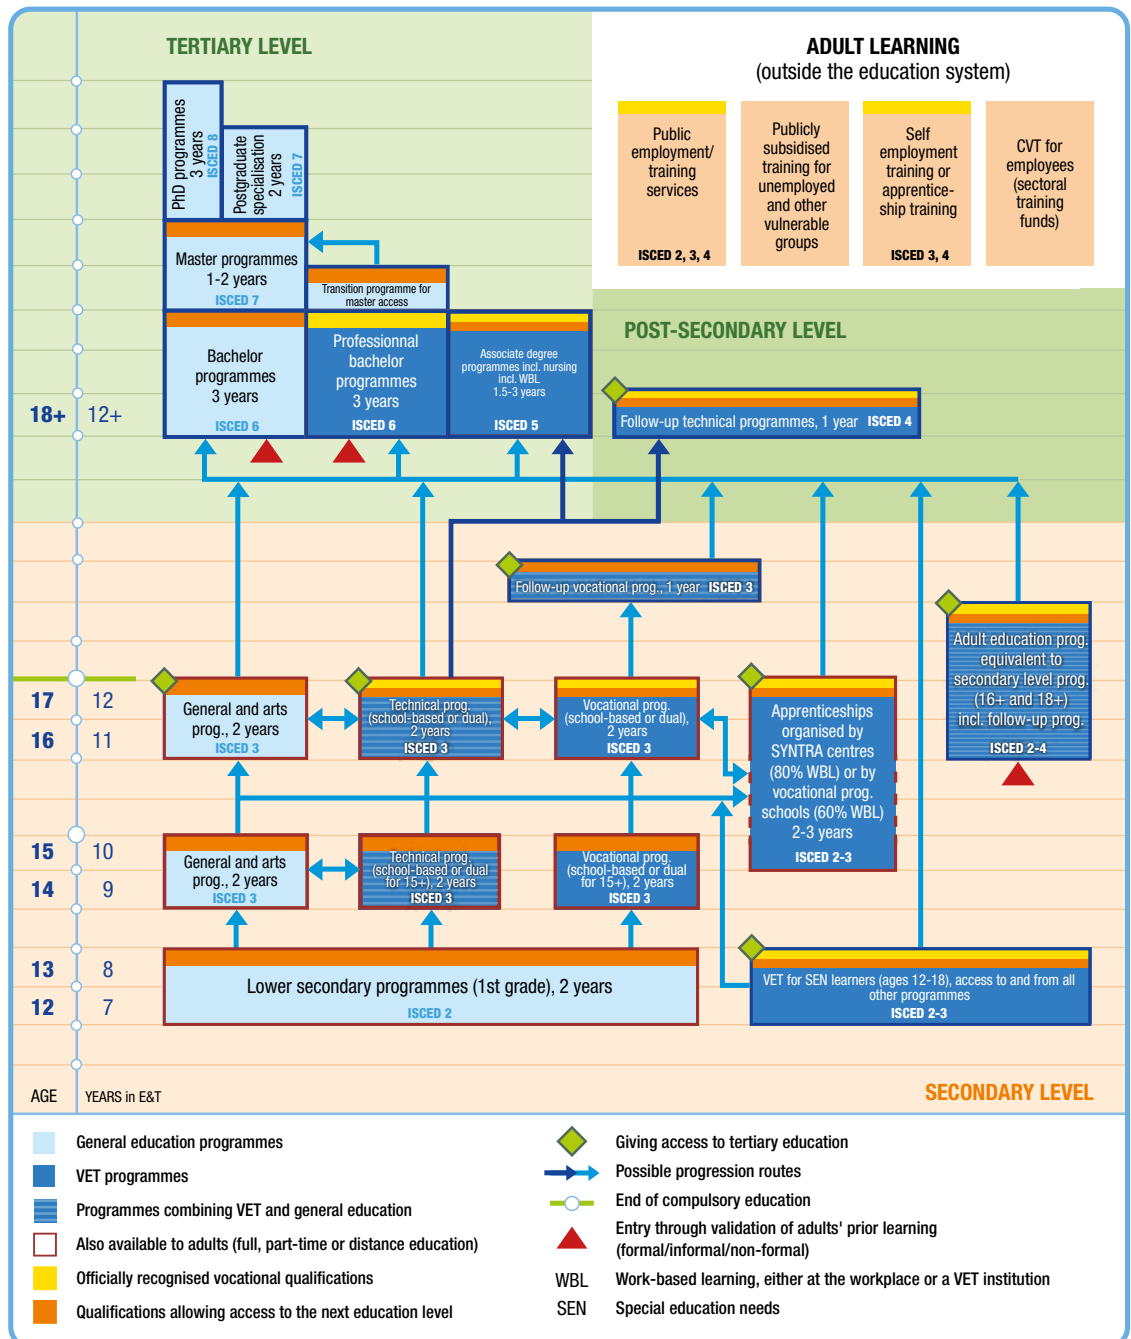 TERTIARY LEVEL
ADULT LEARNING
(outside the education system)
Public
employment/
training
services
ISCED 2, 3, 4
Publicly
subsidised
training for
unemployed
and other
vulnerable
groups
Self
employment
training or
apprentice-
ship training
ISCED 3, 4
CVT for
employees
(sectoral
training
funds)
PhD programmes
3 years
ISCED 8
Postgraduate
specialisation
2 years
ISCED 7
Master programmes
1-2 years
ISCED 7
Transition programme for
master access
Bachelor
programmes
3 years
ISCED 6
Professionnal
bachelor
programmes
3 years
ISCED 6
Associate degree
programmes incl. nursing
incl. WBL
1.5-3 years
ISCED 5
POST-SECONDARY LEVEL
Follow-up technical programmes, 1 year ISCED 4
18+ 12+
Follow-up vocational prog., 1 year ISCED 3
Adult education prog.
equivalent to
secondary level prog.
(16+ and 18+)
incl. follow-up prog.
ISCED 2-4
17 12
16 11
General and arts
prog., 2 years
ISCED 3
Technical prog.
(school-based or dual),
2 years
ISCED 3
Vocational prog.
(school-based or dual),
2 years
ISCED 3
Apprenticeships
organised by
SYNTRA centres
(80% WBL) or by
vocational prog.
schools (60% WBL)
2-3 years
ISCED 2-3
15 10
14 9
General and arts
prog., 2 years
ISCED 3
Technical prog.
(school-based or dual
for 15+), 2 years
ISCED 3
Vocational prog.
(school-based or dual
for 15+), 2 years
ISCED 3
13 8
12 7
Lower secondary programmes (1st grade), 2 years
ISCED 2
VET for SEN learners (ages 12-18), access to and from all
other programmes
ISCED 2-3
AGE YEARS in E&T
SECONDARY LEVEL
General education programmes
VET programmes
Programmes combining VET and general education
Also available to adults (full, part-time or distance education)
Officially recognised vocational qualifications
Qualifications allowing access to the next education level
Giving access to tertiary education
Possible progression routes
End of compulsory education
Entry through validation of adults' prior learning
(formal/informal/non-formal)
WBL Work-based learning, either at the workplace or a VET institution
SEN Special education needs